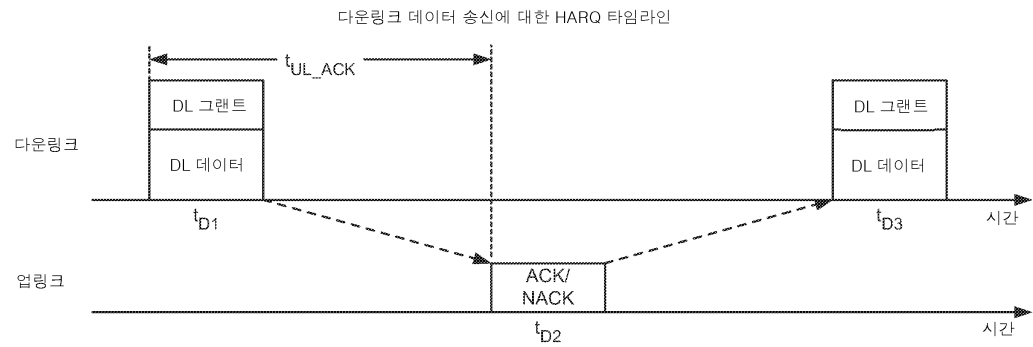 다운링크 데이터 송신에 대한 HARQ 타임라인
tUL_ACK
DL 그랜트
DL 그랜트
다운링크
DL 데이터
DL 데이터
tD1
tD3
시간
업링크
ACK/
NACK
tD2
시간